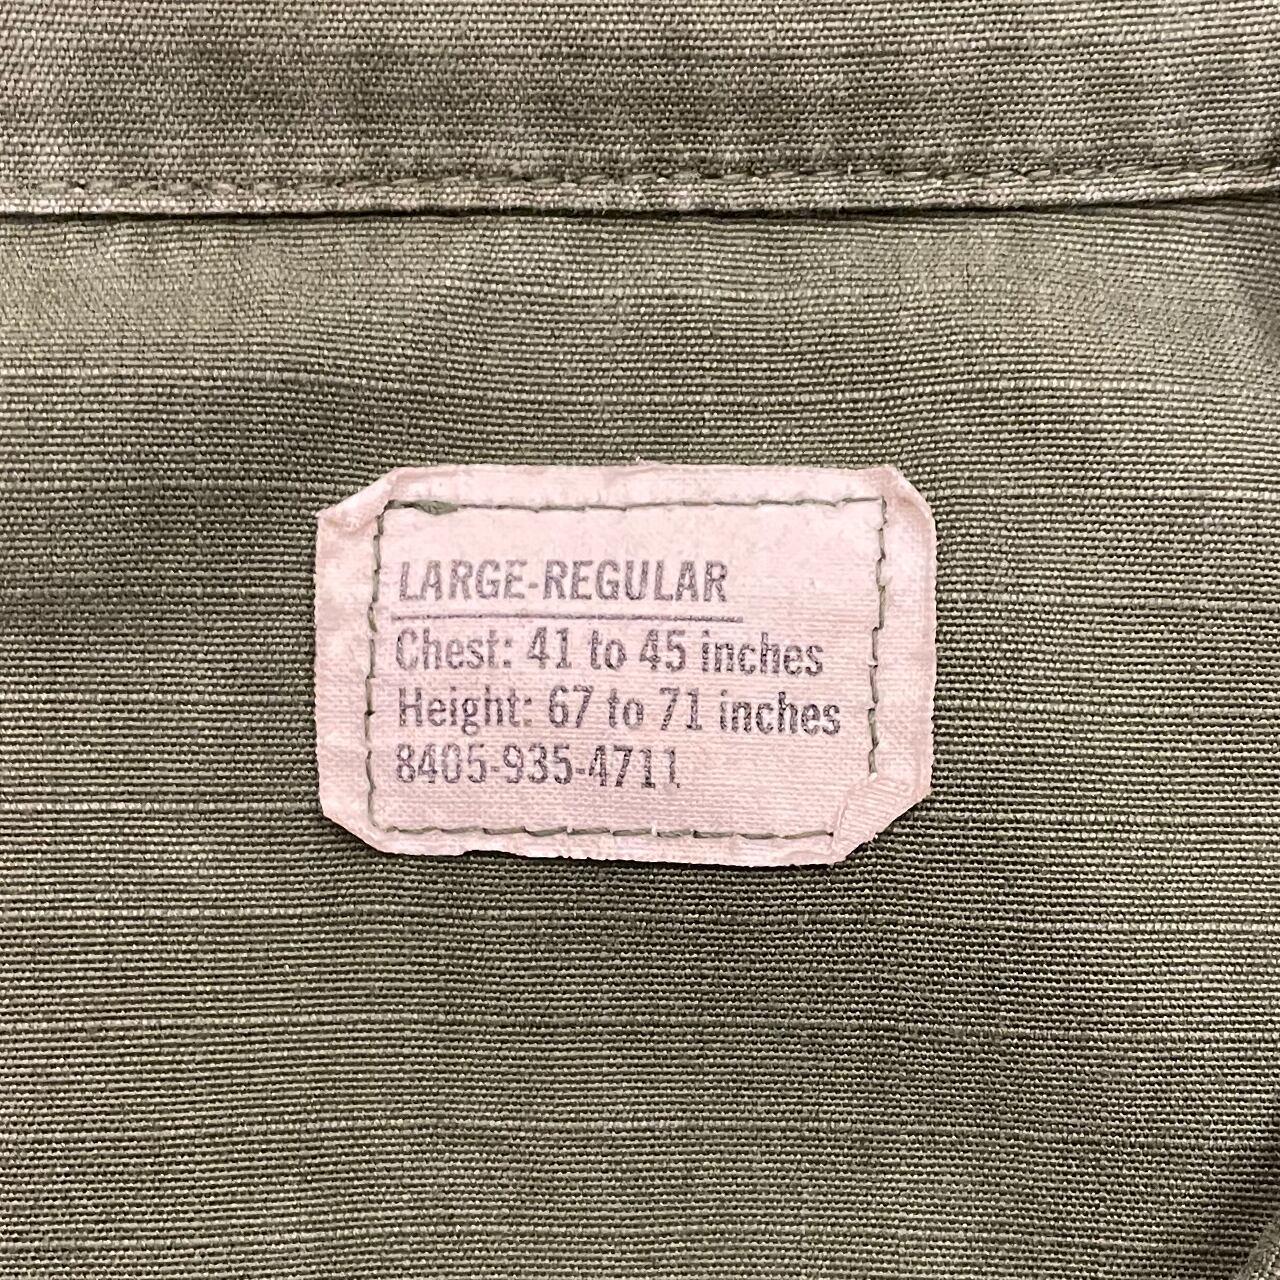 LARGE-REGULAR
Chest: 41 to 45 inches
Height: 67 to 71 inches
8405-935-4711